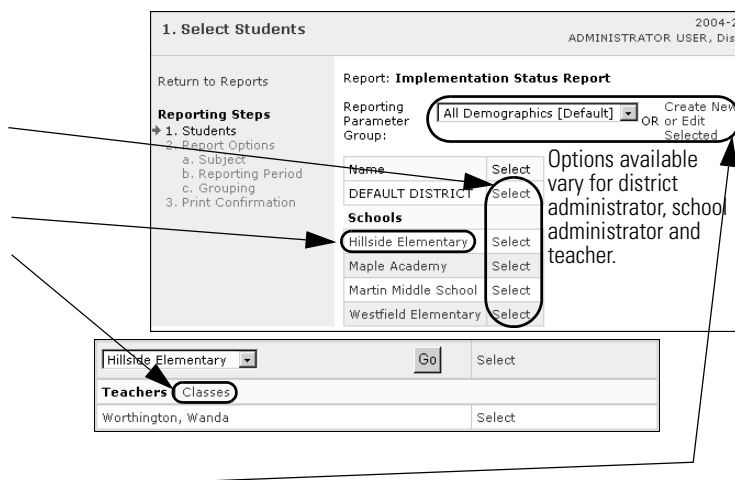 1. Select Students
2004-2
ADMINISTRATOR USER, Dis
Return to Reports
Reporting Steps
1. Students
2. Report Options
a. Subject
b. Reporting Period
c. Grouping
3. Print Confirmation
Report: Implementation Status Report
Reporting Parameter Group:
All Demographics [Default]
OR
Create New or Edit Selected
Name Select
DEFAULT DISTRICT Select
Schools
Hillside Elementary Select
Maple Academy Select
Martin Middle School Select
Westfield Elementary Select
Options available
vary for district
administrator, school
administrator and
teacher.
Hillside Elementary Go Select
Teachers Classes
Worthington, Wanda Select